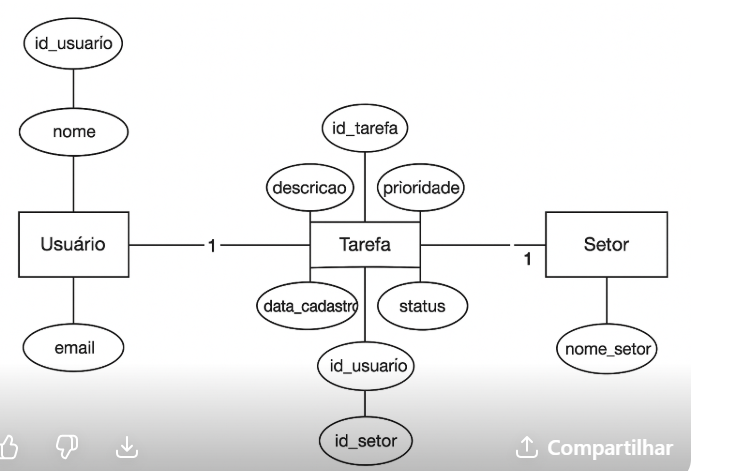 id_usuario
nome
id_tarefa
descricao
prioridade
Usuário
1
Tarefa
1
Setor
data_cadastro
status
email
id_usuario
nome_setor
id_setor
Compartilhar